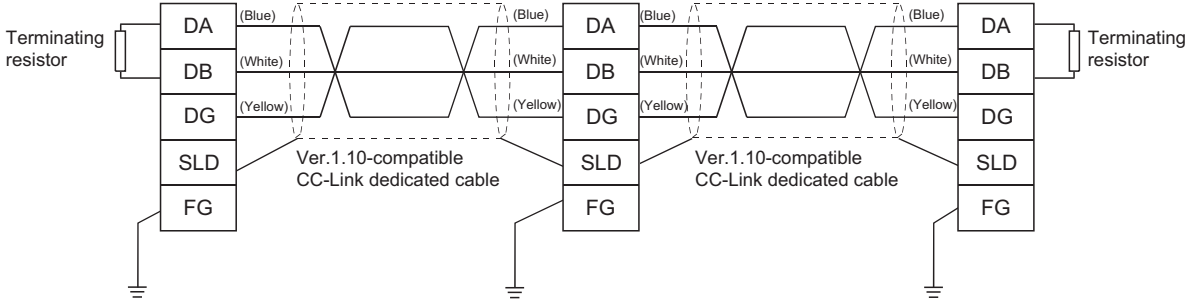 DA (Blue) (Blue) DA (Blue) (Blue) DA
Terminating
resistor
DB (White) (White) DB (White) (White) DB
Terminating
resistor
DG (Yellow) (Yellow) DG (Yellow) (Yellow) DG
SLD SLD SLD
Ver.1.10-compatible
CC-Link dedicated cable
Ver.1.10-compatible
CC-Link dedicated cable
FG FG FG